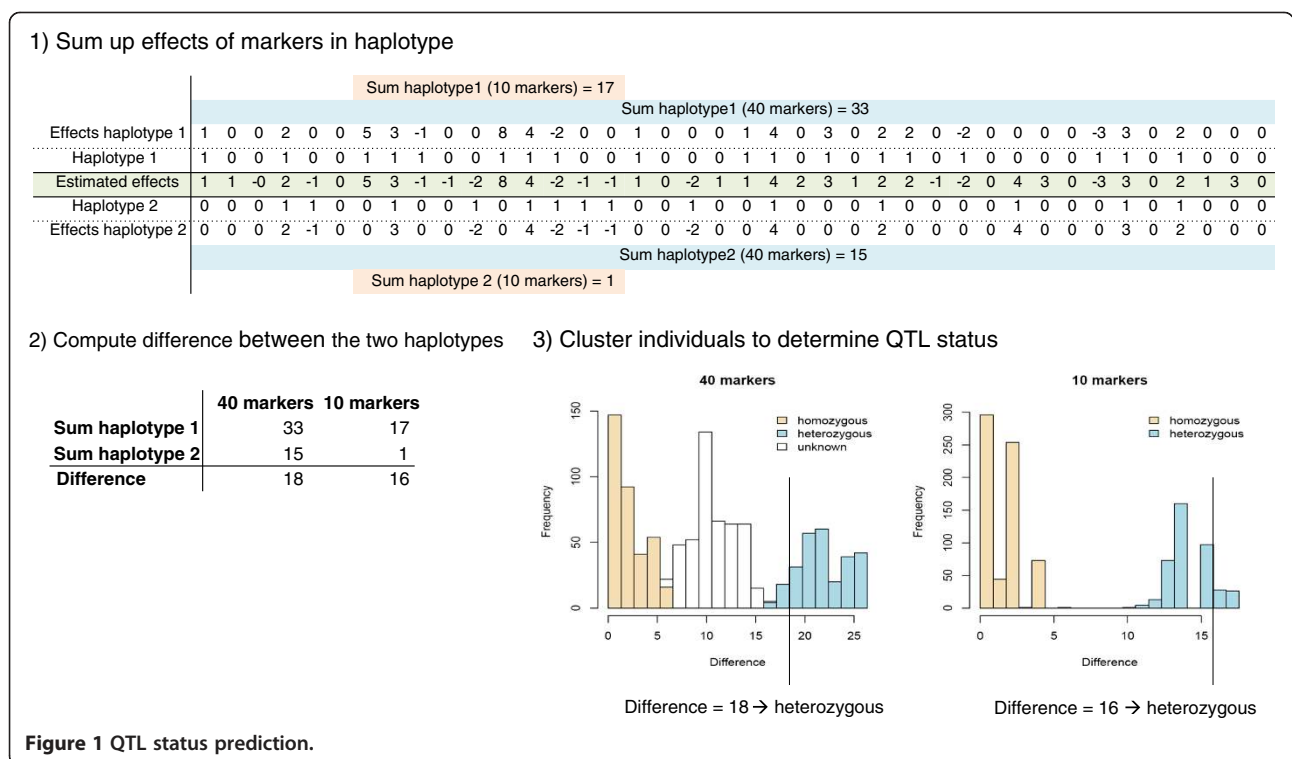 1) Sum up effects of markers in haplotype
Sum haplotype1 (10 markers) = 17
Sum haplotype1 (40 markers) = 33
Effects haplotype 1 1 0 0 2 0 0 5 3 -1 0 0 8 4 -2 0 0 1 0 0 0 1 4 0 3 0 2 2 0 -2 0 0 0 0 -3 3 0 2 0 0 0
Haplotype 1 1 0 0 1 0 0 1 1 1 0 0 1 1 1 0 0 1 0 0 0 1 1 0 1 0 1 1 0 1 0 0 0 0 1 1 0 1 0 0 0
Estimated effects 1 1 -0 2 -1 0 5 3 -1 -1 -2 8 4 -2 -1 -1 1 0 -2 1 1 4 2 3 1 2 2 -1 -2 0 4 3 0 -3 3 0 2 1 3 0
Haplotype 2 0 0 0 1 1 0 0 1 0 0 1 0 1 1 1 1 0 0 1 0 0 1 0 0 0 1 0 0 0 0 1 0 0 0 1 0 1 0 0 0
Effects haplotype 2 0 0 0 2 -1 0 0 3 0 0 -2 0 4 -2 -1 -1 0 0 -2 0 0 4 0 0 0 2 0 0 0 0 4 0 0 0 3 0 2 0 0 0
Sum haplotype2 (40 markers) = 15
Sum haplotype 2 (10 markers) = 1
2) Compute difference between the two haplotypes
40 markers 10 markers
Sum haplotype 1 33 17
Sum haplotype 2 15 1
Difference 18 16
3) Cluster individuals to determine QTL status
40 markers
homozygous
heterozygous
unknown
Frequency
150
100
50
0
0 5 10 15 20 25
Difference
Difference = 18 → heterozygous
10 markers
homozygous
heterozygous
Frequency
300
250
200
150
100
50
0
0 5 10 15
Difference
Difference = 16 → heterozygous
Figure 1 QTL status prediction.